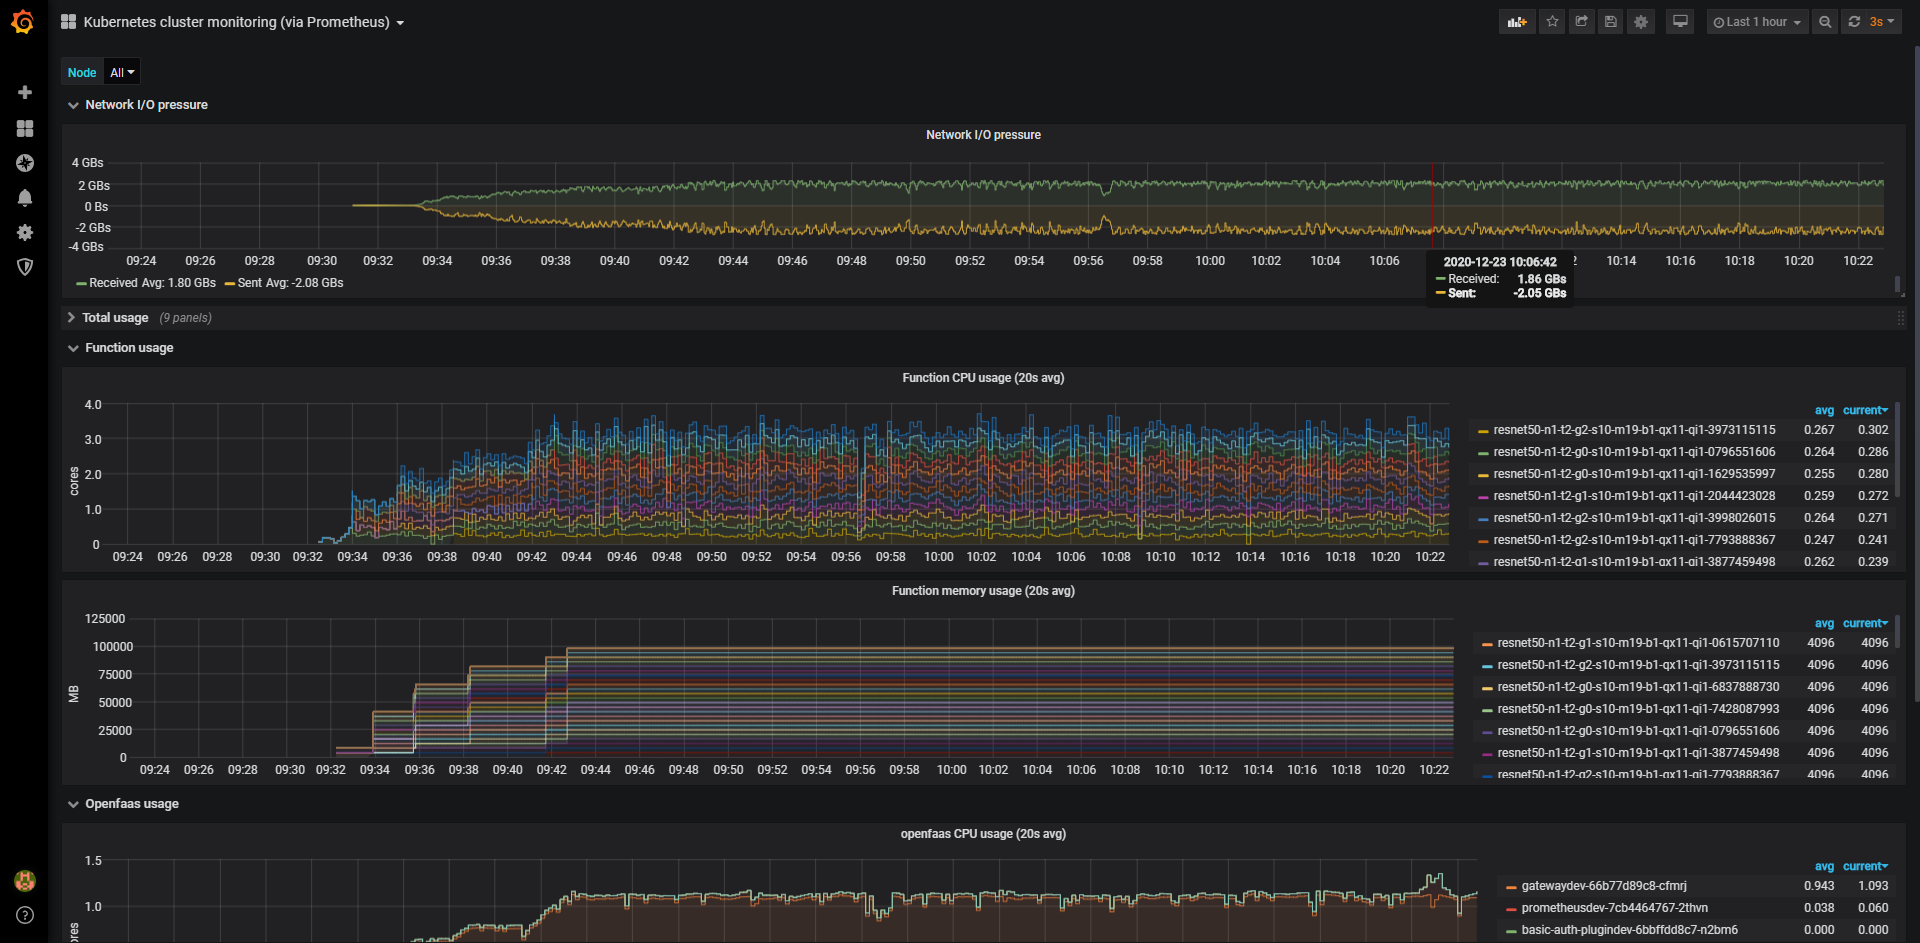 Kubernetes cluster monitoring (via Prometheus)
Last 1 hour
3s
Node All
Network I/O pressure
Network I/O pressure
4 GBs
2 GBs
0 Bs
-2 GBs
-4 GBs
09:24 09:26 09:28 09:30 09:32 09:34 09:36 09:38 09:40 09:42 09:44 09:46 09:48 09:50 09:52 09:54 09:56 09:58 10:00 10:02 10:04 10:06 2 10:14 10:16 10:18 10:20 10:22
2020-12-23 10:06:42
Received: 1.86 GBs
Sent: -2.05 GBs
Received Avg: 1.80 GBs Sent Avg: -2.08 GBs
Total usage (9 panels)
Function usage
Function CPU usage (20s avg)
cores
4.0
3.0
2.0
1.0
0
09:24 09:26 09:28 09:30 09:32 09:34 09:36 09:38 09:40 09:42 09:44 09:46 09:48 09:50 09:52 09:54 09:56 09:58 10:00 10:02 10:04 10:06 10:08 10:10 10:12 10:14 10:16 10:18 10:20 10:22
avg current
resnet50-n1-t2-g2-s10-m19-b1-qx11-qi1-3973115115 0.267 0.302
resnet50-n1-t2-g0-s10-m19-b1-qx11-qi1-0796551606 0.264 0.286
resnet50-n1-t2-g0-s10-m19-b1-qx11-qi1-1629535997 0.255 0.280
resnet50-n1-t2-g1-s10-m19-b1-qx11-qi1-2044423028 0.259 0.272
resnet50-n1-t2-g2-s10-m19-b1-qx11-qi1-3998026015 0.264 0.271
resnet50-n1-t2-g2-s10-m19-b1-qx11-qi1-7793888367 0.247 0.241
resnet50-n1-t2-g1-s10-m19-b1-qx11-qi1-3877459498 0.262 0.239
Function memory usage (20s avg)
MB
125000
100000
75000
50000
25000
0
09:24 09:26 09:28 09:30 09:32 09:34 09:36 09:38 09:40 09:42 09:44 09:46 09:48 09:50 09:52 09:54 09:56 09:58 10:00 10:02 10:04 10:06 10:08 10:10 10:12 10:14 10:16 10:18 10:20 10:22
avg current
resnet50-n1-t2-g1-s10-m19-b1-qx11-qi1-0615707110 4096 4096
resnet50-n1-t2-g2-s10-m19-b1-qx11-qi1-3973115115 4096 4096
resnet50-n1-t2-g0-s10-m19-b1-qx11-qi1-6837888730 4096 4096
resnet50-n1-t2-g0-s10-m19-b1-qx11-qi1-7428087993 4096 4096
resnet50-n1-t2-g0-s10-m19-b1-qx11-qi1-0796551606 4096 4096
resnet50-n1-t2-g1-s10-m19-b1-qx11-qi1-3877459498 4096 4096
resnet50-n1-t2-g2-s10-m19-b1-qx11-qi1-7793888367 4096 4096
Openfaas usage
openfaas CPU usage (20s avg)
1.5
1.0
avg current
gatewaydev-66b77d89c8-cfmrj 0.943 1.093
prometheusdev-7cb4464767-2thvn 0.038 0.060
basic-auth-plugindev-6bbffdd8c7-n2bm6 0.000 0.000